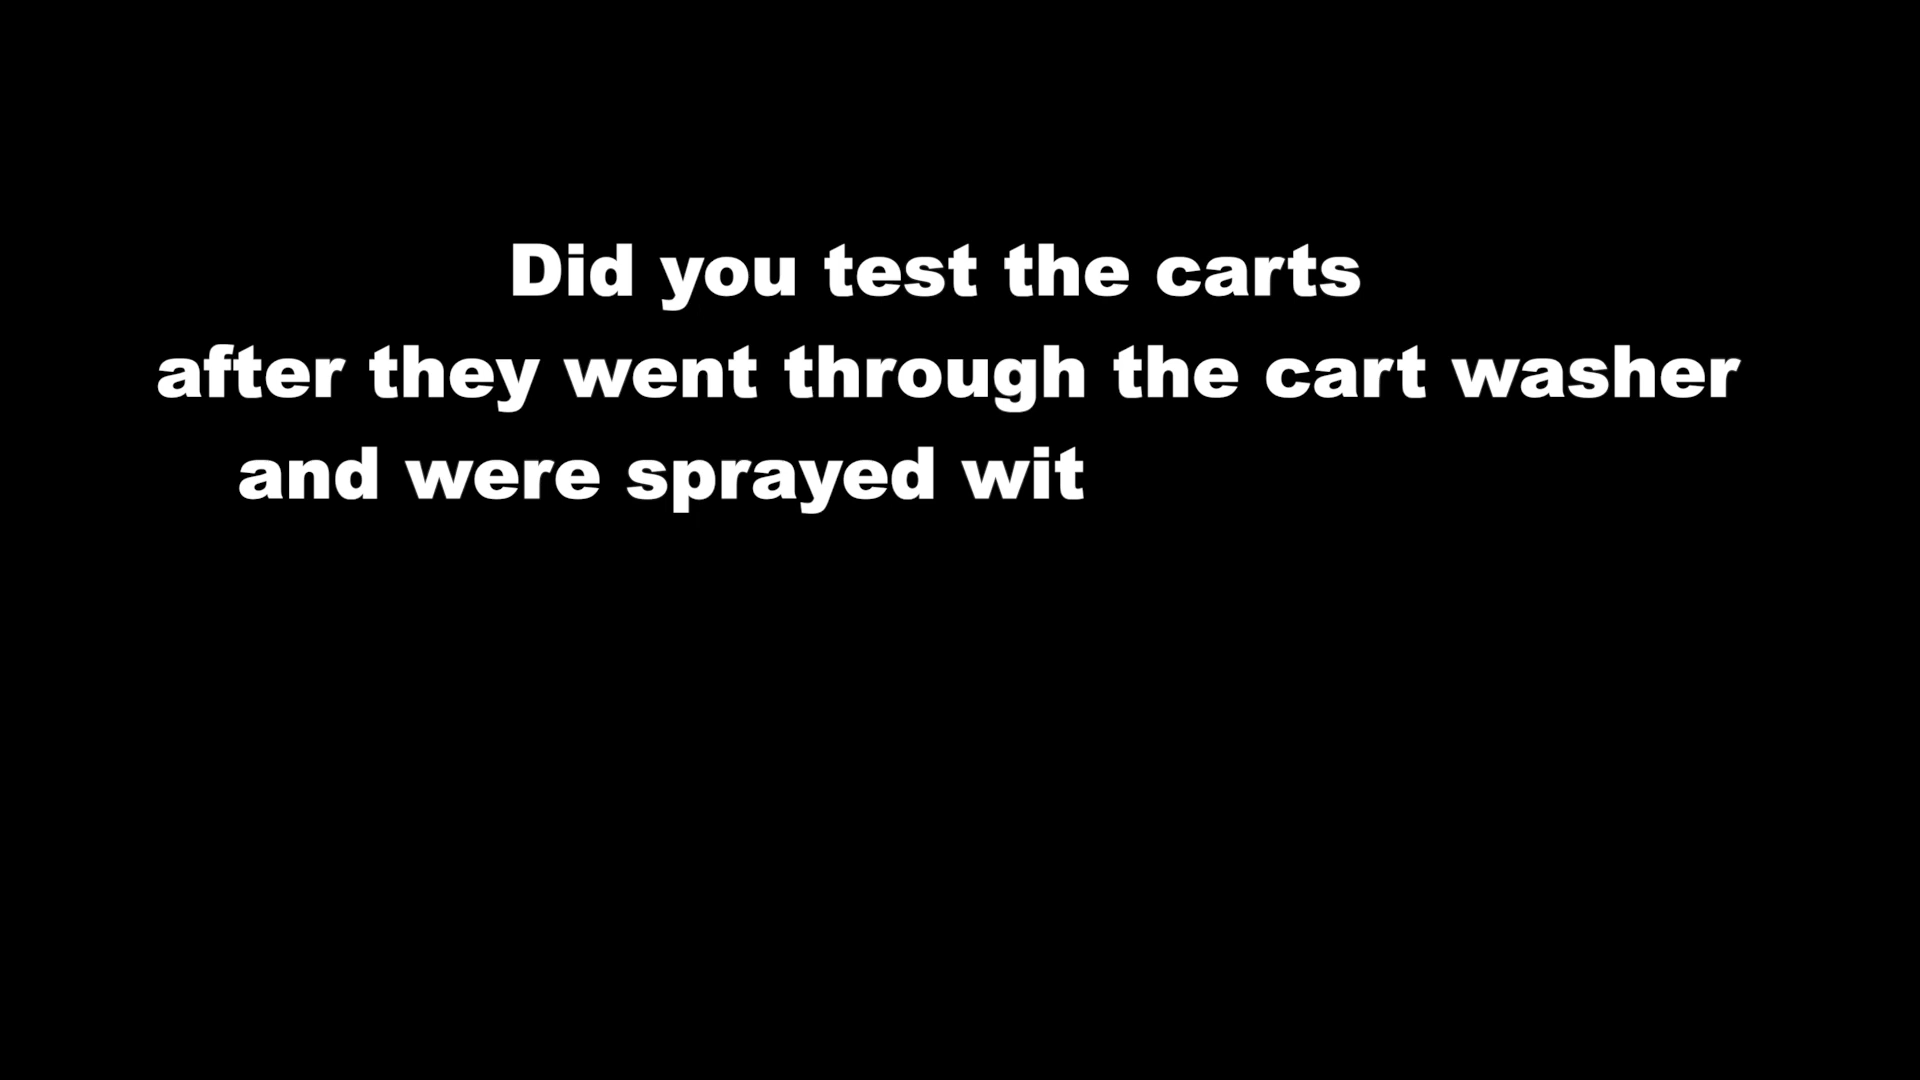 Did you test the carts
after they went through the cart washer
and were sprayed wit